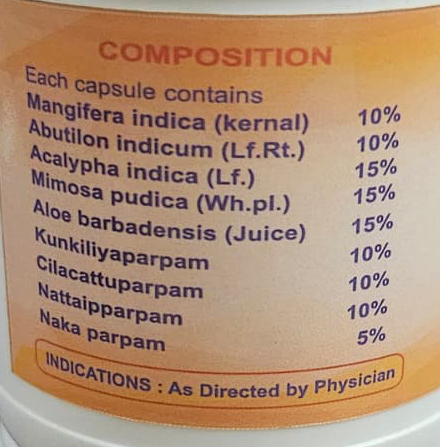 COMPOSITION
Each capsule contains
Mangifera indica (kernal) 10%
Abutilon indicum (Lf.Rt.) 10%
Acalypha indica (Lf.) 15%
Mimosa pudica (Wh.pl.) 15%
Aloe barbadensis (Juice) 15%
Kunkiliyaparpam 10%
Cilacattuparpam 10%
Nattaipparpam 10%
Naka parpam 5%
INDICATIONS : As Directed by Physician